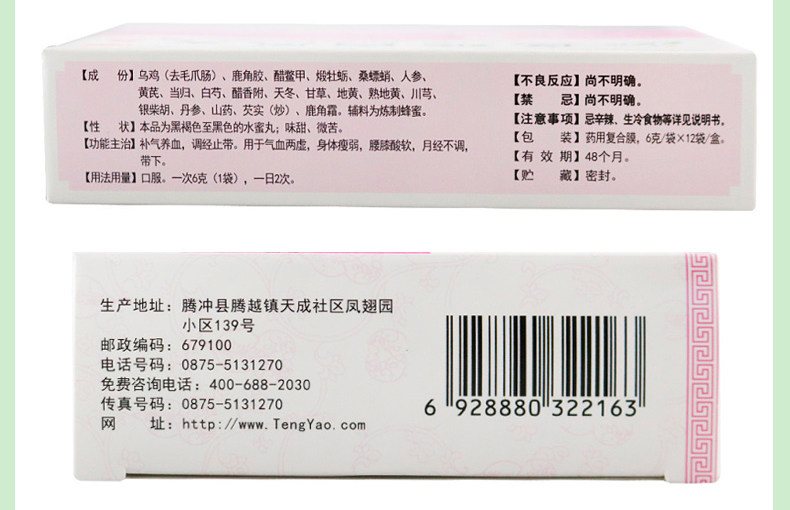 【成　份】乌鸡（去毛爪肠）、鹿角胶、醋鳖甲、煅牡蛎、桑螵蛸、人参、
黄芪、当归、白芍、醋香附、天冬、甘草、地黄、熟地黄、川芎、
银柴胡、丹参、山药、芡实（炒）、鹿角霜。辅料为炼制蜂蜜。
【性　状】本品为黑褐色至黑色的水蜜丸；味甜、微苦。
【功能主治】补气养血，调经止带。用于气血两虚，身体瘦弱，腰膝酸软，月经不调，
带下。
【用法用量】口服。一次6克（1袋），一日2次。
【不良反应】尚不明确。
【禁　忌】尚不明确。
【注意事项】忌辛辣、生冷食物等详见说明书。
【包　装】药用复合膜，6克/袋×12袋/盒。
【有 效 期】48个月。
【贮　藏】密封。
生产地址：腾冲县腾越镇天成社区凤翅园
小区139号
邮政编码：679100
电话号码：0875-5131270
免费咨询电话：400-688-2030
传真号码：0875-5131270
网　　址：http://www.TengYao.com
6 928880 322163